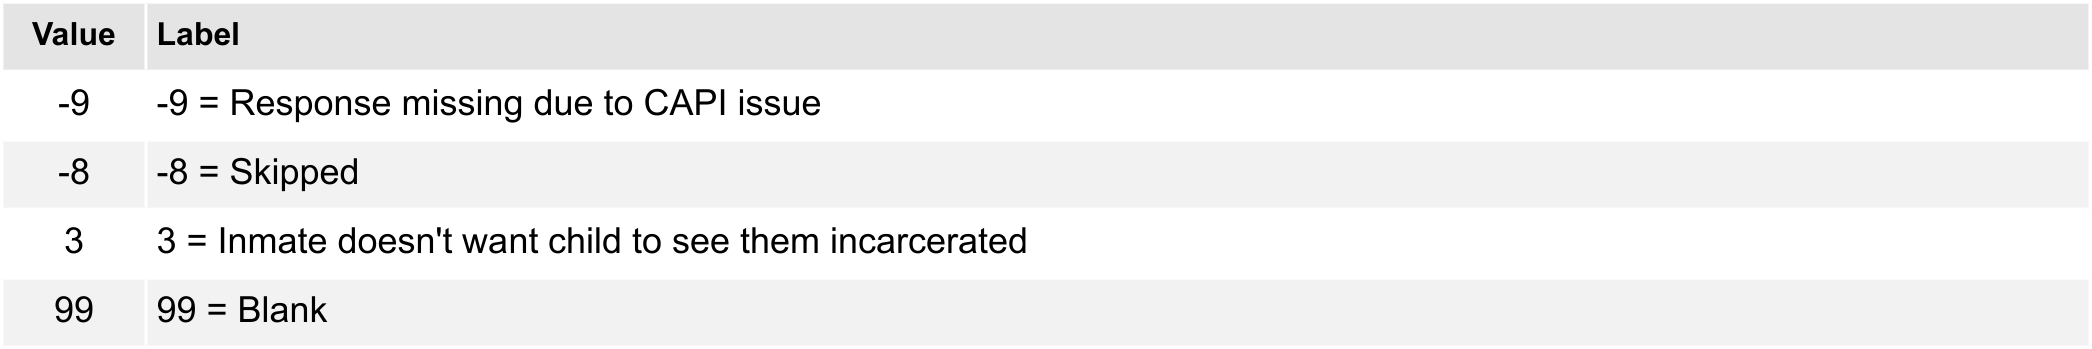 Value Label
-9 -9 = Response missing due to CAPI issue
-8 -8 = Skipped
3 3 = Inmate doesn't want child to see them incarcerated
99 99 = Blank